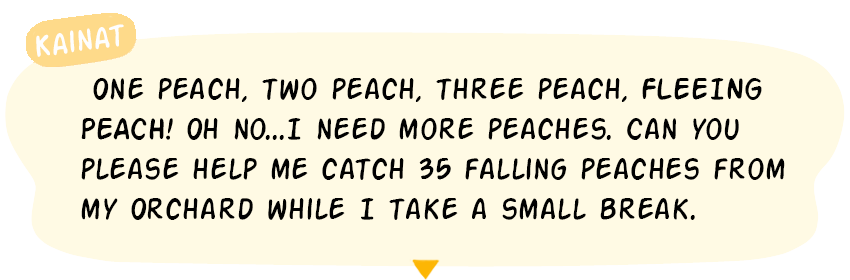 KAINAT
ONE PEACH, TWO PEACH, THREE PEACH, FLEEING
PEACH! OH NO...I NEED MORE PEACHES. CAN YOU
PLEASE HELP ME CATCH 35 FALLING PEACHES FROM
MY ORCHARD WHILE I TAKE A SMALL BREAK.